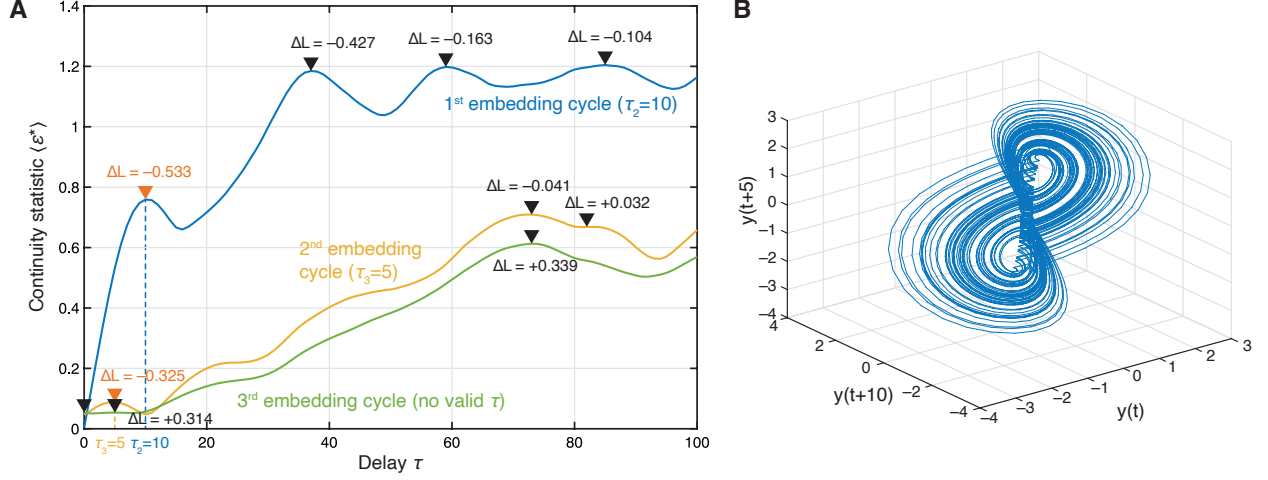 A
1.4
1.2
1
0.8
0.6
0.4
0.2
0
Continuity statistic ⟨ε*⟩
ΔL = –0.427
ΔL = –0.163
ΔL = –0.104
1st embedding cycle (τ2=10)
ΔL = –0.533
ΔL = –0.041
ΔL = +0.032
2nd embedding
cycle (τ3=5)
ΔL = +0.339
ΔL = –0.325
3rd embedding cycle (no valid τ)
ΔL = +0.314
0 20 40 60 80 100
τ3=5 τ2=10
Delay τ
B
3
2
1
0
–1
–2
–3
–4
y(t+5)
4
2
0
–2
–4
y(t+10)
–4
–3
–2
–1
0
1
2
3
y(t)